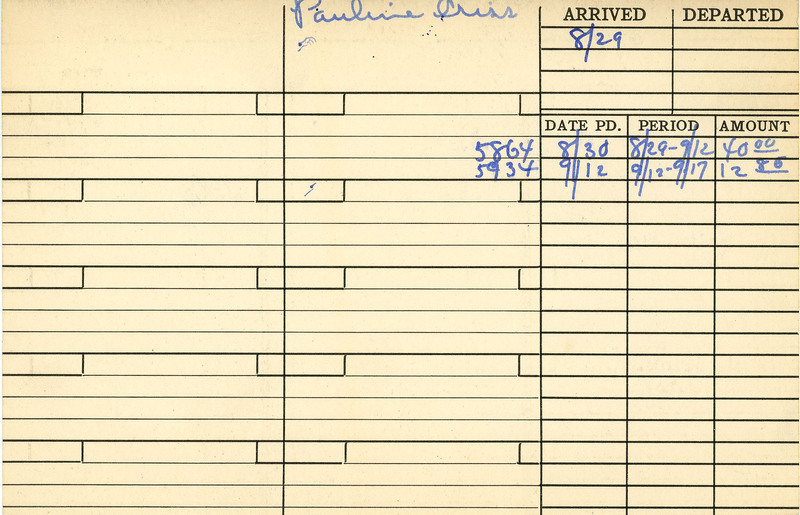 Pauline Criss
ARRIVED DEPARTED
8/29
DATE PD. PERIOD AMOUNT
5864 8/30 8/29-9/12 40 00
5934 9/12 9/12-9/17 12 86